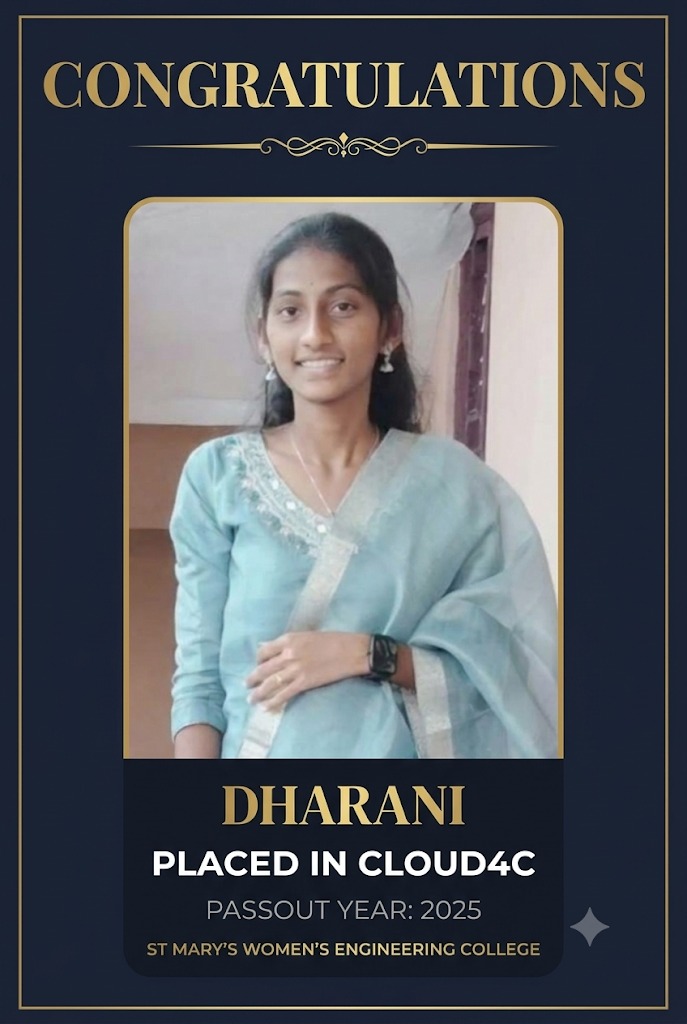 CONGRATULATIONS
DHARANI
PLACED IN CLOUD4C
PASSOUT YEAR: 2025
ST MARY'S WOMEN'S ENGINEERING COLLEGE